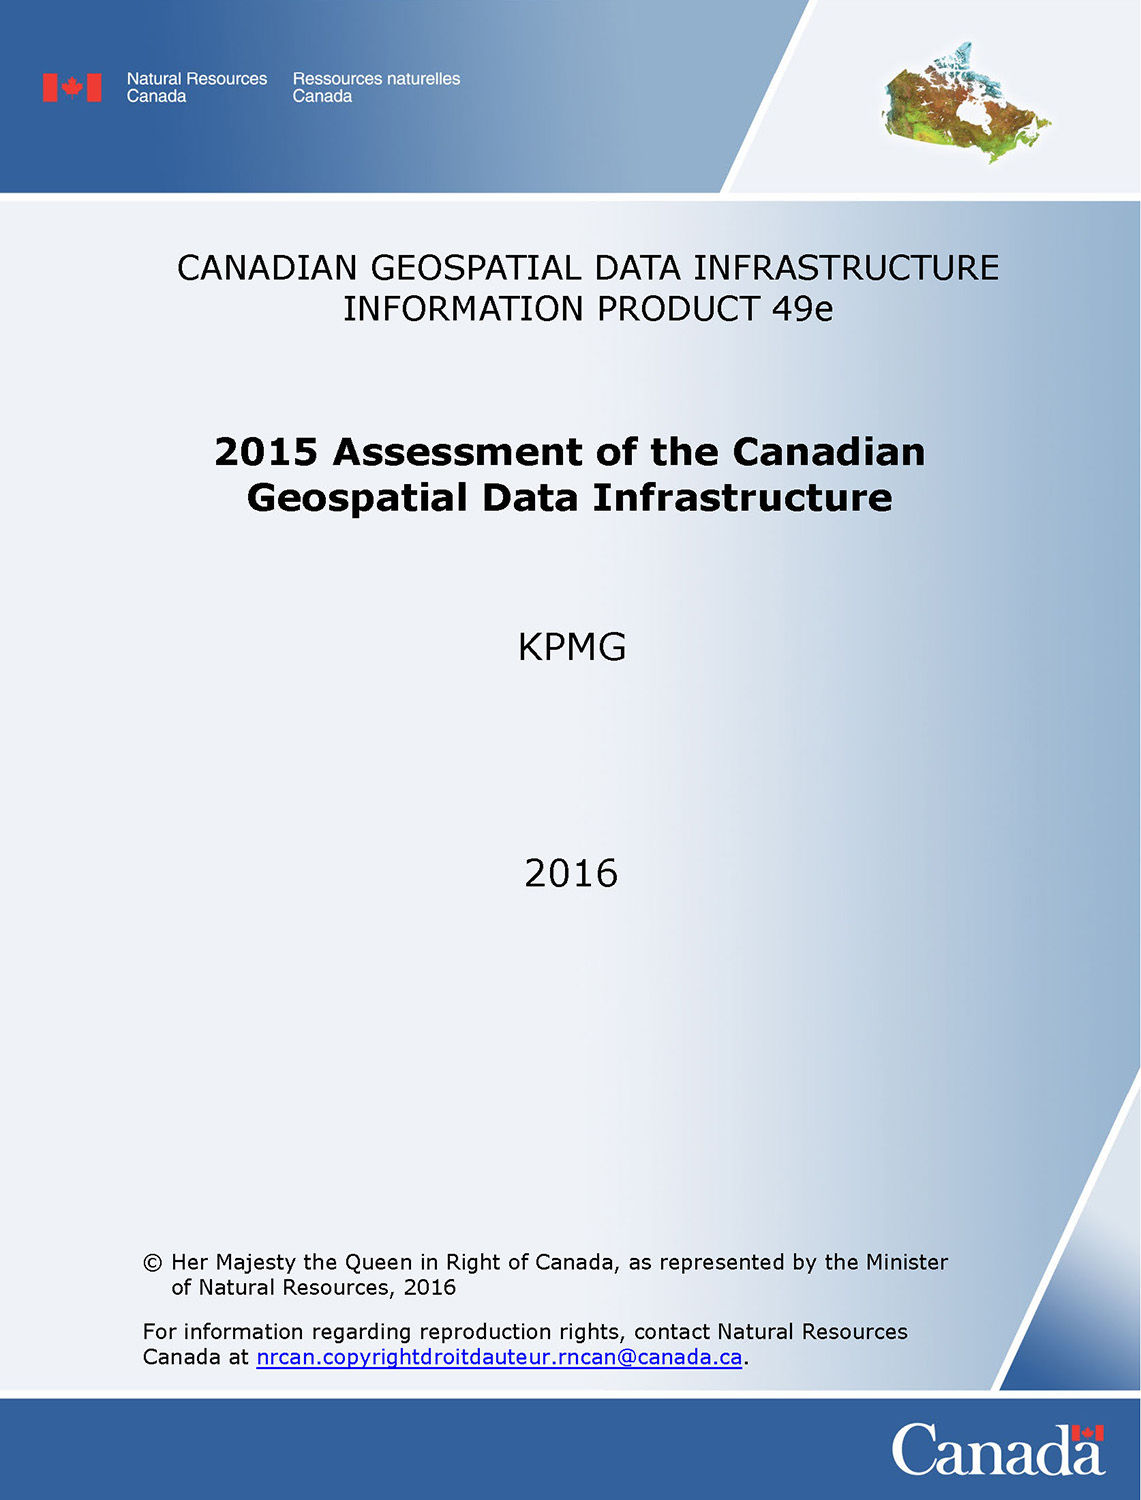 Natural Resources
Canada
Ressources naturelles
Canada
CANADIAN GEOSPATIAL DATA INFRASTRUCTURE
INFORMATION PRODUCT 49e
2015 Assessment of the Canadian
Geospatial Data Infrastructure
KPMG
2016
© Her Majesty the Queen in Right of Canada, as represented by the Minister
of Natural Resources, 2016
For information regarding reproduction rights, contact Natural Resources
Canada at nrcan.copyrightdroitdauteur.rncan@canada.ca.
Canada